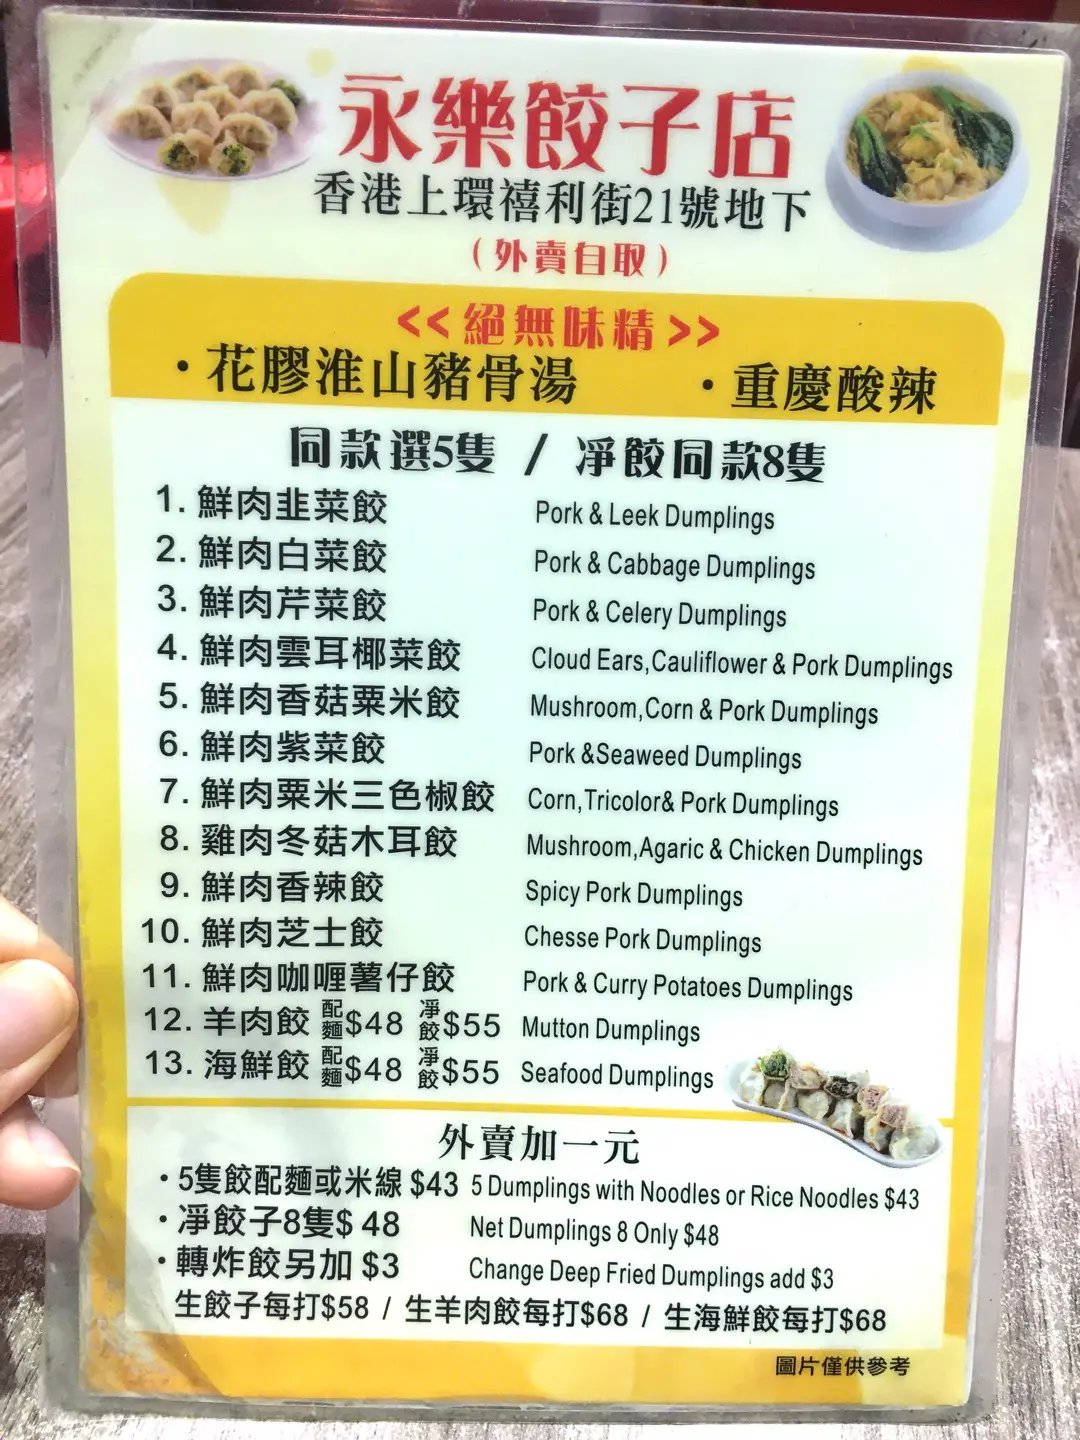 永樂餃子店
香港上環禧利街21號地下
(外賣自取)
<<絕無味精>>
·花膠淮山豬骨湯 ·重慶酸辣
同款選5隻 / 凈餃同款8隻
1. 鮮肉韭菜餃 Pork & Leek Dumplings
2. 鮮肉白菜餃 Pork & Cabbage Dumplings
3. 鮮肉芹菜餃 Pork & Celery Dumplings
4. 鮮肉雲耳椰菜餃 Cloud Ears,Cauliflower & Pork Dumplings
5. 鮮肉香菇粟米餃 Mushroom,Corn & Pork Dumplings
6. 鮮肉紫菜餃 Pork &Seaweed Dumplings
7. 鮮肉粟米三色椒餃 Corn,Tricolor& Pork Dumplings
8. 雞肉冬菇木耳餃 Mushroom,Agaric & Chicken Dumplings
9. 鮮肉香辣餃 Spicy Pork Dumplings
10. 鮮肉芝士餃 Chesse Pork Dumplings
11. 鮮肉咖喱薯仔餃 Pork & Curry Potatoes Dumplings
12. 羊肉餃 配麵$48 凈餃$55 Mutton Dumplings
13. 海鮮餃 配麵$48 凈餃$55 Seafood Dumplings
外賣加一元
·5隻餃配麵或米線 $43 5 Dumplings with Noodles or Rice Noodles $43
·凈餃子8隻$ 48 Net Dumplings 8 Only $48
·轉炸餃另加 $3 Change Deep Fried Dumplings add $3
生餃子每打$58 / 生羊肉餃每打$68 / 生海鮮餃每打$68
圖片僅供參考